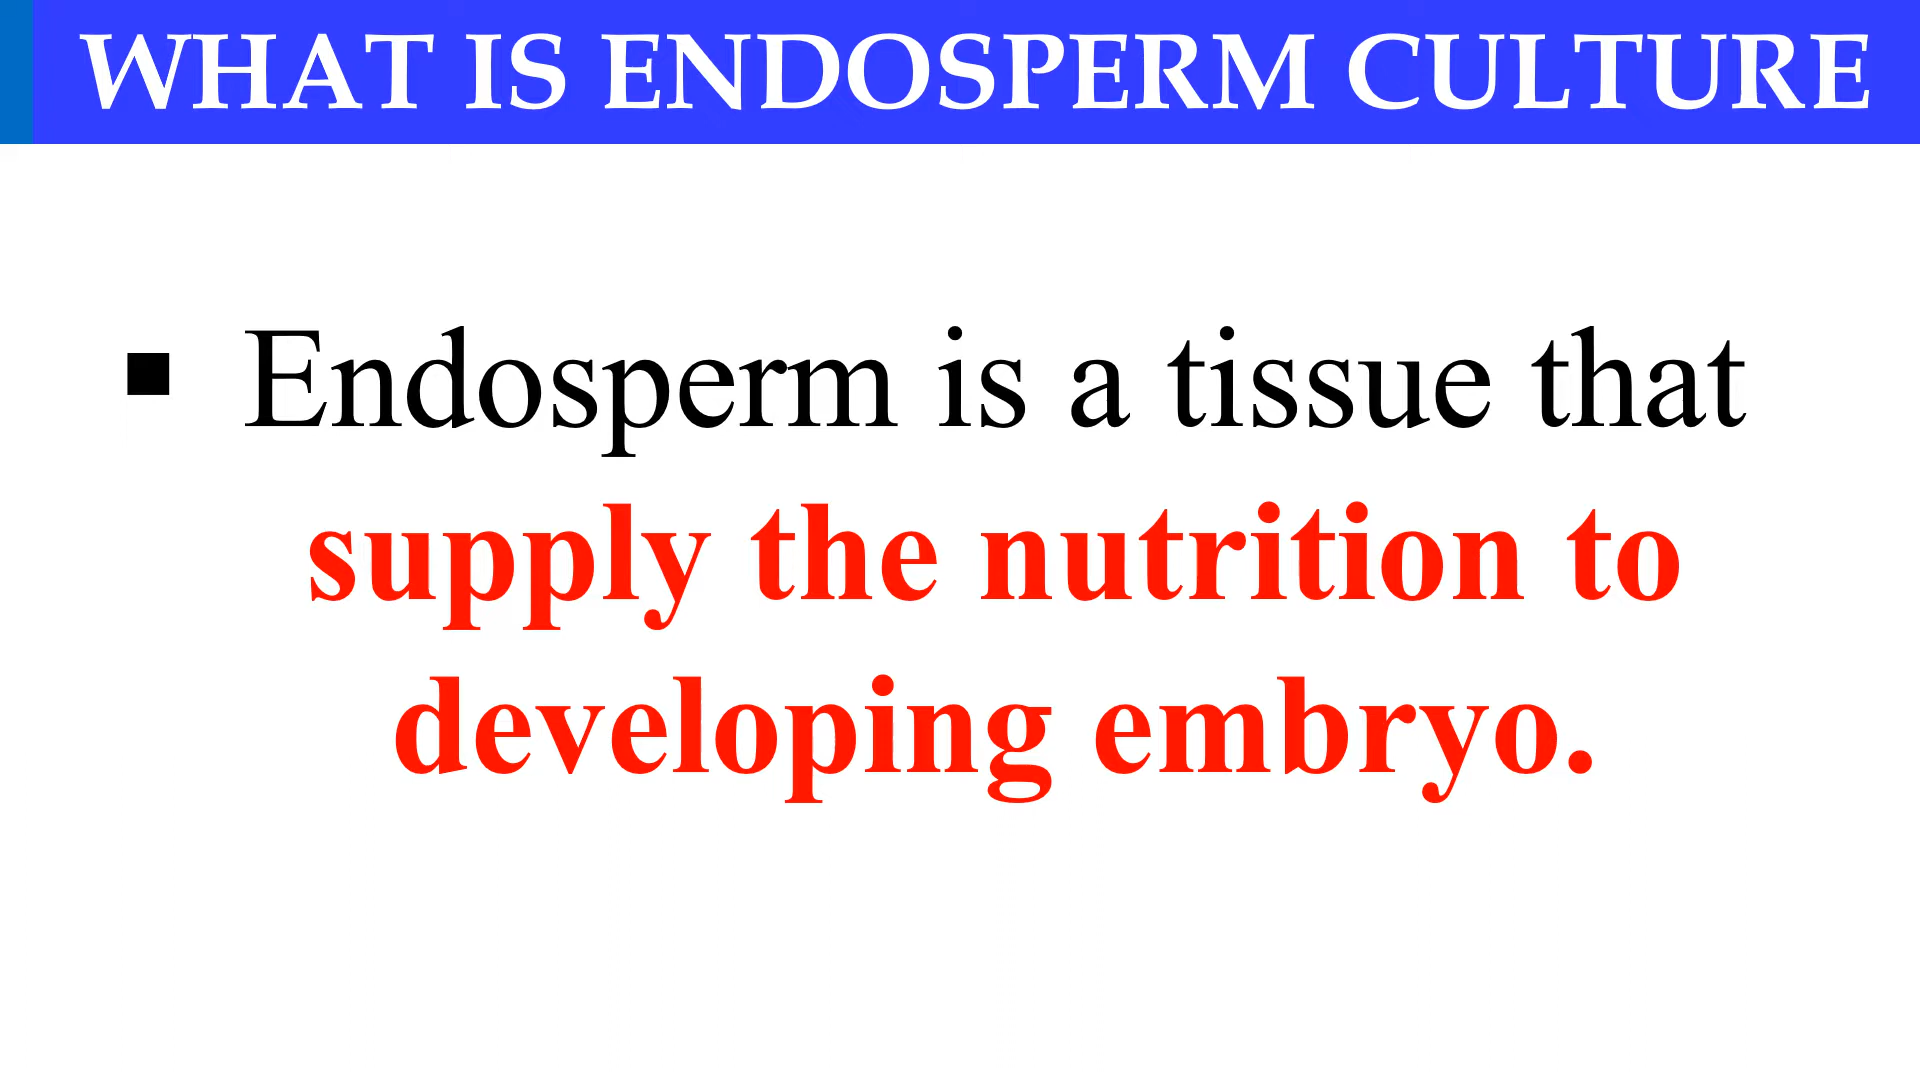 WHAT IS ENDOSPERM CULTURE
▪ Endosperm is a tissue that
supply the nutrition to
developing embryo.